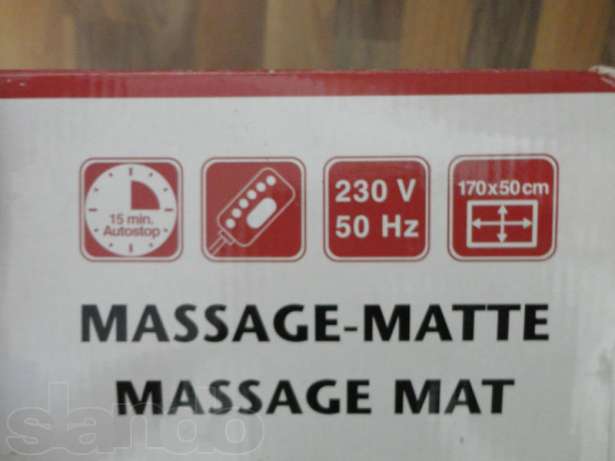 15 min.
Autostop
230 V
50 Hz
170x50cm
MASSAGE-MATTE
MASSAGE MAT
slando